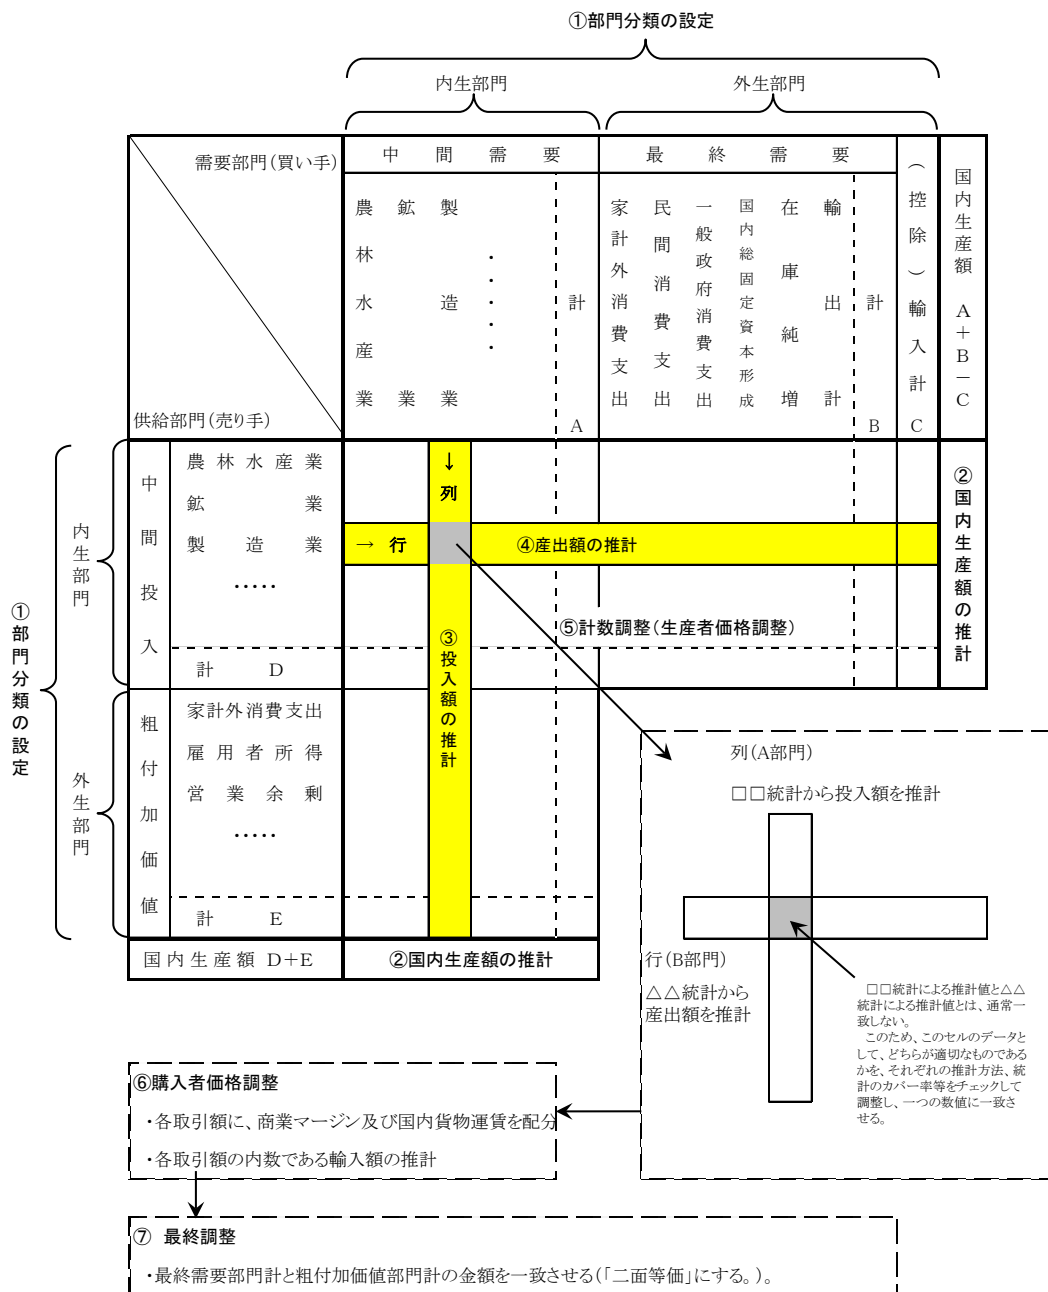 ①部門分類の設定
内生部門
外生部門
需要部門(買い手)
供給部門(売り手)
中間需要
最終需要
農林水産業
鉱業
製造業
・・・・・
計 A
家計外消費支出
民間消費支出
一般政府消費支出
国内総固定資本形成
在庫純増
輸出計
計 B
(控除)輸入計 C
国内生産額 A+B-C
①部門分類の設定
内生部門
外生部門
中間投入
農林水産業
鉱業
製造業
・・・・・
計 D
粗付加価値
家計外消費支出
雇用者所得
営業余剰
・・・・・
計 E
国内生産額 D+E
↓列
→ 行
④産出額の推計
③投入額の推計
⑤計数調整(生産者価格調整)
②国内生産額の推計
②国内生産額の推計
列(A部門)
□□統計から投入額を推計
行(B部門)
△△統計から
産出額を推計
□□統計による推計値と△△
統計による推計値とは、通常一
致しない。
このため、このセルのデータと
して、どちらが適切なものである
かを、それぞれの推計方法、統
計のカバー率等をチェックして
調整し、一つの数値に一致さ
せる。
⑥購入者価格調整
・各取引額に、商業マージン及び国内貨物運賃を配分
・各取引額の内数である輸入額の推計
⑦ 最終調整
・最終需要部門計と粗付加価値部門計の金額を一致させる(「二面等価」にする。)。